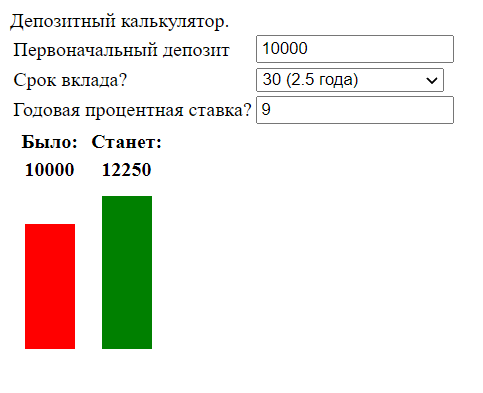 Депозитный калькулятор.
Первоначальный депозит 10000
Срок вклада? 30 (2.5 года)
Годовая процентная ставка? 9
Было: Станет:
10000 12250